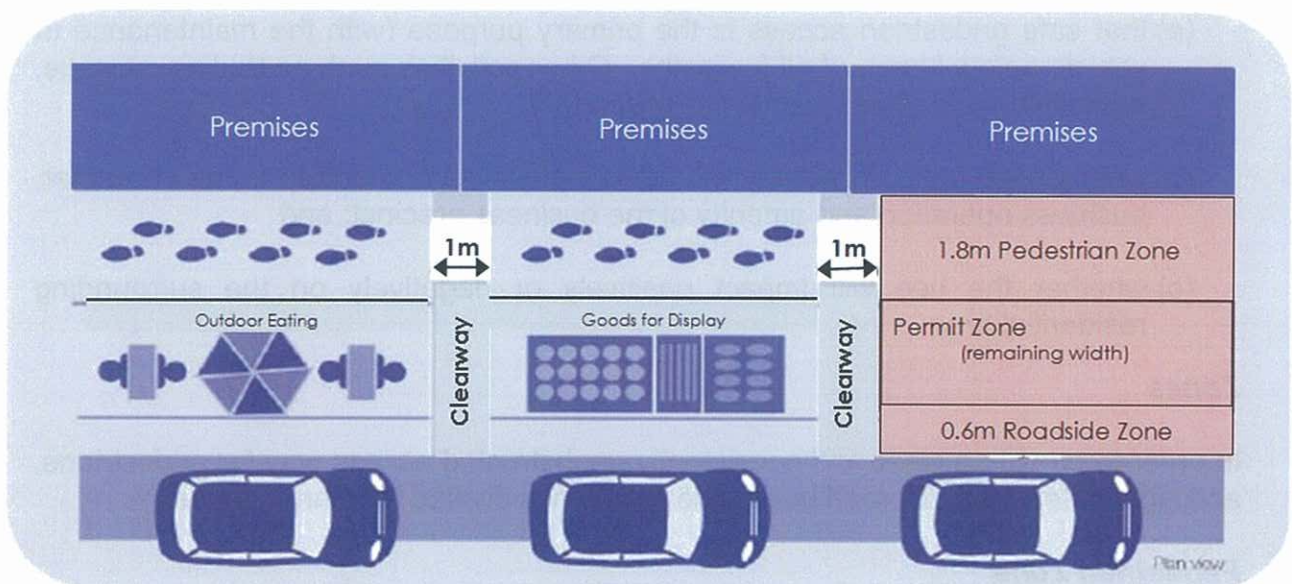 Premises
Premises
Premises
1m
1m
1.8m Pedestrian Zone
Outdoor Eating
Goods for Display
Clearway
Clearway
Permit Zone
(remaining width)
0.6m Roadside Zone
Plan view